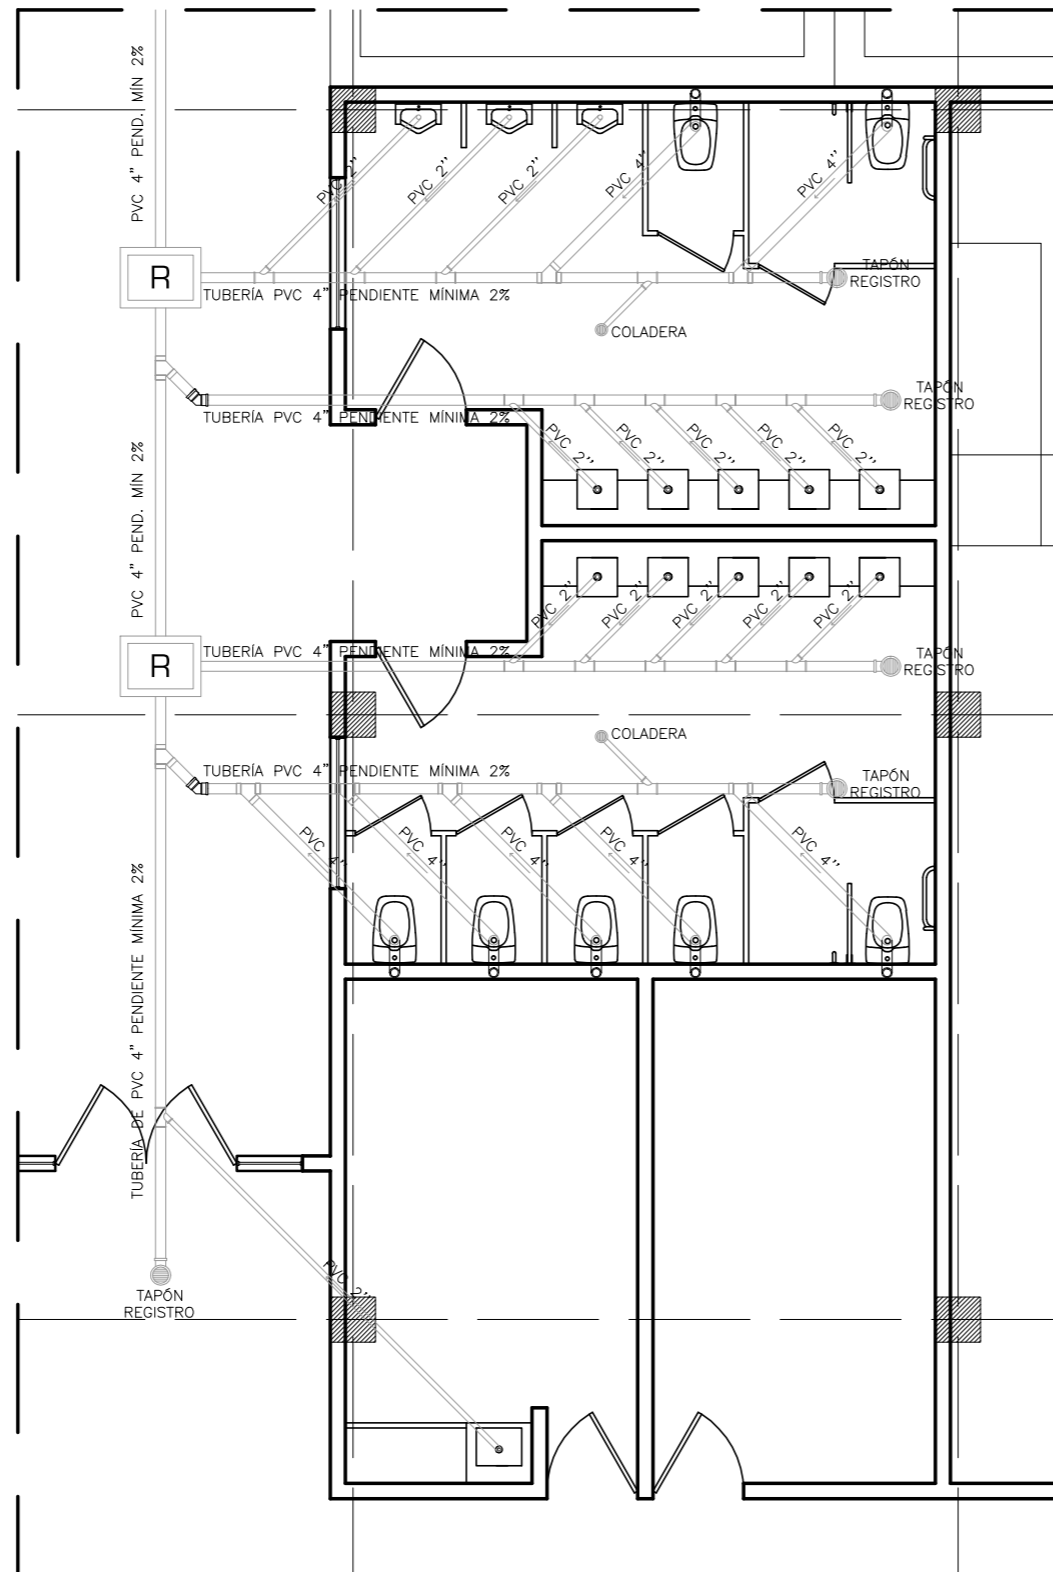 PVC 4" PEND. MÍN 2%
PVC 2''
PVC 2''
PVC 2''
PVC 4''
PVC 4''
R
TAPÓN
REGISTRO
TUBERÍA PVC 4" PENDIENTE MÍNIMA 2%
COLADERA
TAPÓN
REGISTRO
TUBERÍA PVC 4" PENDIENTE MÍNIMA 2%
PVC 2''
PVC 2''
PVC 2''
PVC 2''
PVC 2''
PVC 4" PEND. MÍN 2%
PVC 2''
PVC 2''
PVC 2''
PVC 2''
PVC 2''
R
TUBERÍA PVC 4" PENDIENTE MÍNIMA 2%
TAPÓN
REGISTRO
COLADERA
TUBERÍA PVC 4" PENDIENTE MÍNIMA 2%
TAPÓN
REGISTRO
PVC 4''
PVC 4''
PVC 4''
PVC 4''
PVC 4''
TUBERÍA DE PVC 4" PENDIENTE MÍNIMA 2%
PVC 2''
TAPÓN
REGISTRO